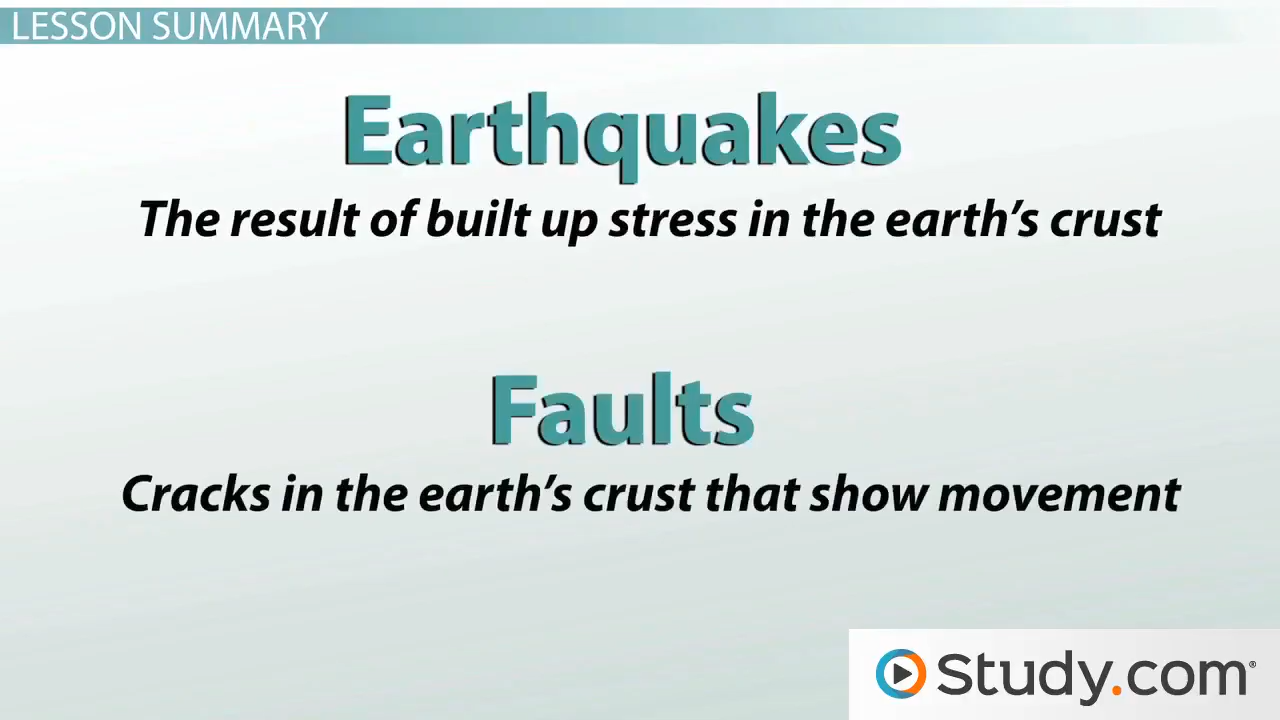 LESSON SUMMARY
Earthquakes
The result of built up stress in the earth’s crust
Faults
Cracks in the earth’s crust that show movement
Study.com®